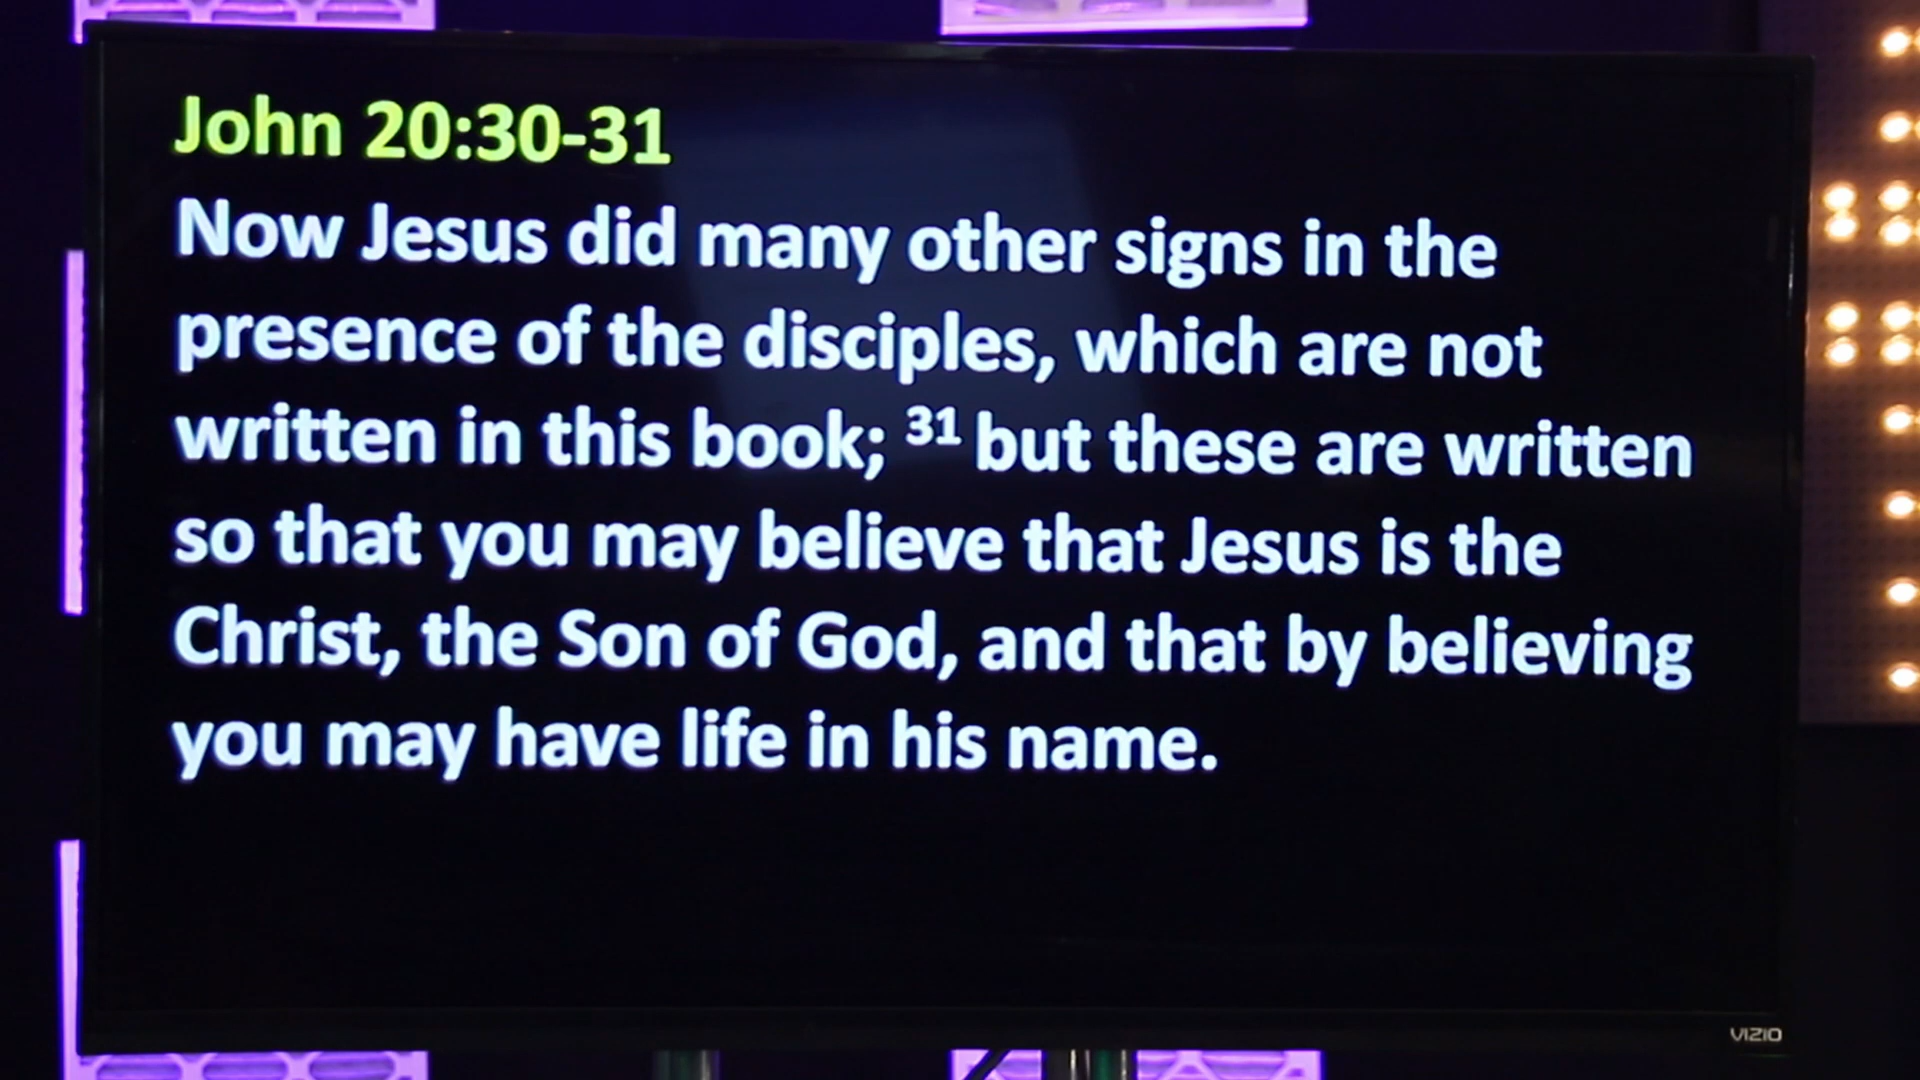 John 20:30-31
Now Jesus did many other signs in the
presence of the disciples, which are not
written in this book; ³¹ but these are written
so that you may believe that Jesus is the
Christ, the Son of God, and that by believing
you may have life in his name.
VIZIO